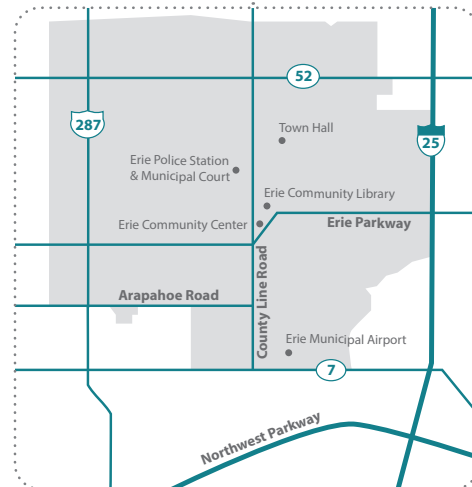 52
287
Town Hall
25
Erie Police Station
& Municipal Court
Erie Community Library
Erie Community Center
Erie Parkway
County Line Road
Arapahoe Road
Erie Municipal Airport
7
Northwest Parkway